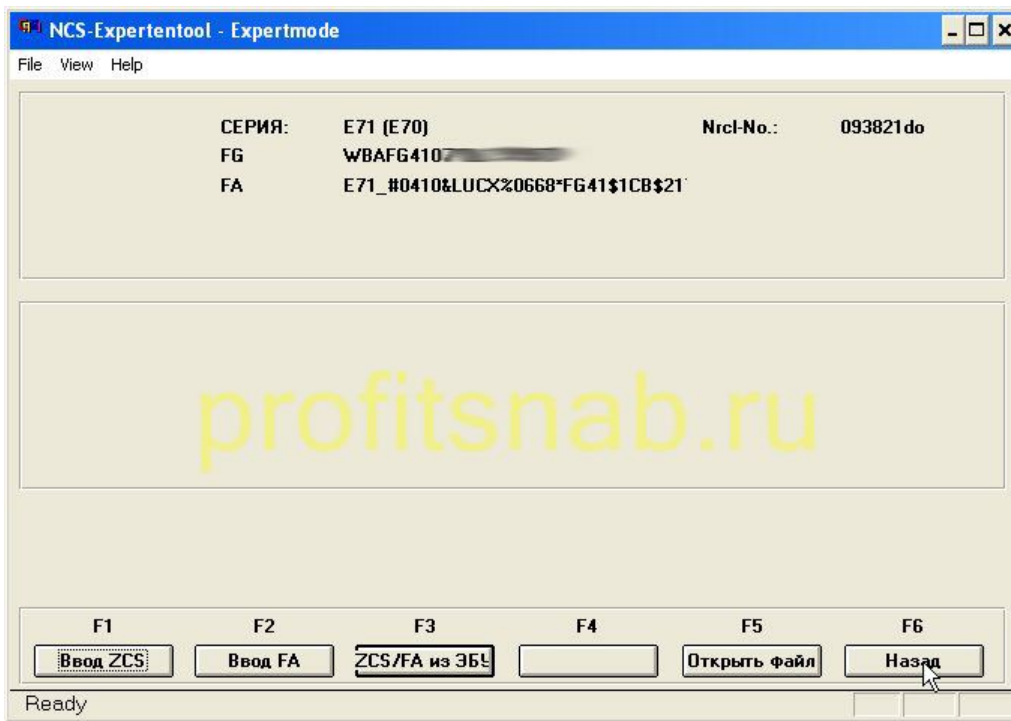 NCS-Expertentool - Expertmode
File View Help
СЕРИЯ: E71 (E70) Nrcl-No.: 093821do
FG WBAFG410
FA E71_#0410&LUCX%0668*FG41$1CB$21
profitsnab.ru
F1 F2 F3 F4 F5 F6
Ввод ZCS Ввод FA ZCS/FA из ЭБУ Открыть файл Назад
Ready